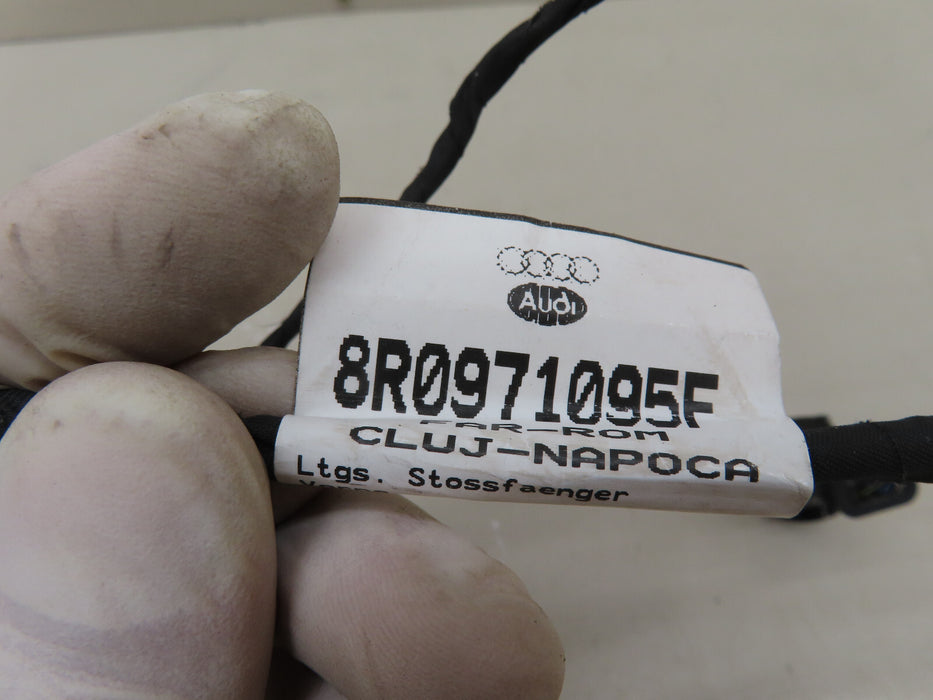 Audi
8R0971095F
CLUJ-NAPOCA
Ltgs. Stossfaenger